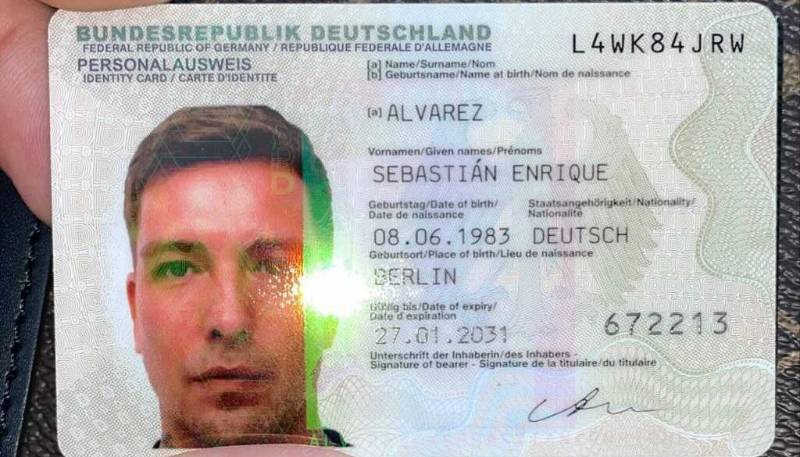 BUNDESREPUBLIK DEUTSCHLAND
FEDERAL REPUBLIC OF GERMANY / REPUBLIQUE FEDERALE D'ALLEMAGNE
PERSONALAUSWEIS
IDENTITY CARD / CARTE D'IDENTITE
L4WK84JRW
[a] Name/Surname/Nom
[b] Geburtsname/Name at birth/Nom de naissance
[a] ALVAREZ
Vornamen/Given names/Prénoms
SEBASTIÁN ENRIQUE
Geburtstag/Date of birth/
Date de naissance
Staatsangehörigkeit/Nationality/
Nationalité
08.06.1983 DEUTSCH
Geburtsort/Place of birth/Lieu de naissance
BERLIN
Gültig bis/Date of expiry/
Date d'expiration
27.01.2031
672213
Unterschrift der Inhaberin/des Inhabers -
Signature of bearer - Signature de la titulaire/du titulaire